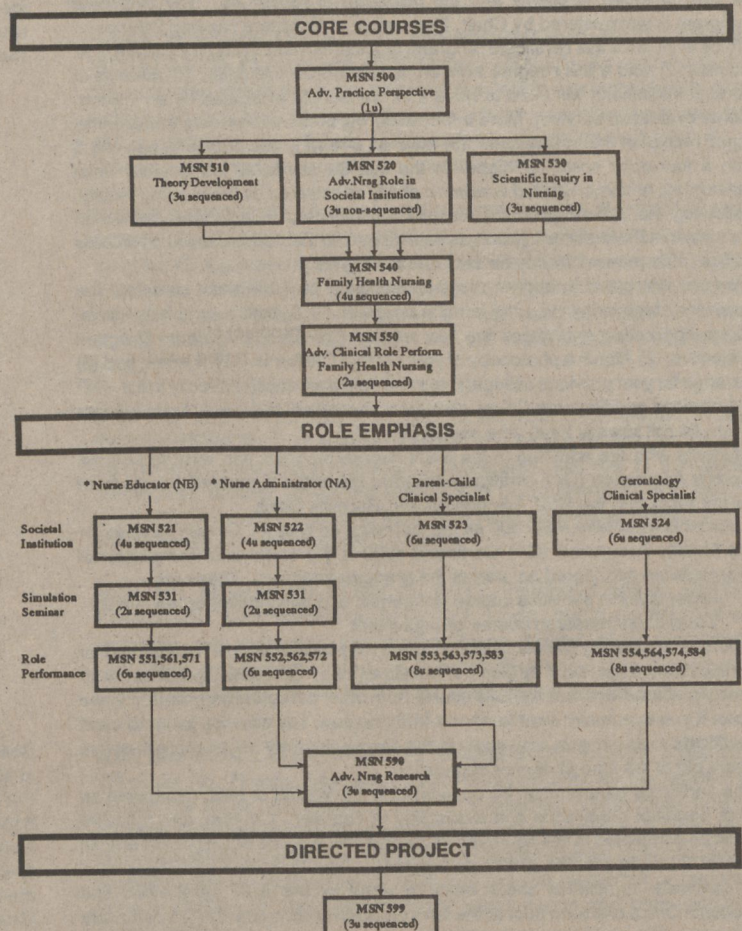 CORE COURSES
MSN 500
Adv. Practice Perspective
(1u)
MSN 510
Theory Development
(3u sequenced)
MSN 520
Adv.Nrsg Role in
Societal Insitutions
(3u non-sequenced)
MSN 530
Scientific Inquiry in
Nursing
(3u sequenced)
MSN 540
Family Health Nursing
(4u sequenced)
MSN 550
Adv. Clinical Role Perform.
Family Health Nursing
(2u sequenced)
ROLE EMPHASIS
* Nurse Educator (NE)
* Nurse Administrator (NA)
Parent-Child
Clinical Specialist
Gerontology
Clinical Specialist
Societal
Institution
MSN 521
(4u sequenced)
MSN 522
(4u sequenced)
MSN 523
(6u sequenced)
MSN 524
(6u sequenced)
Simulation
Seminar
MSN 531
(2u sequenced)
MSN 531
(2u sequenced)
Role
Performance
MSN 551,561,571
(6u sequenced)
MSN 552,562,572
(6u sequenced)
MSN 553,563,573,583
(8u sequenced)
MSN 554,564,574,584
(8u sequenced)
MSN 590
Adv. Nrsg Research
(3u sequenced)
DIRECTED PROJECT
MSN 599
(3u sequenced)